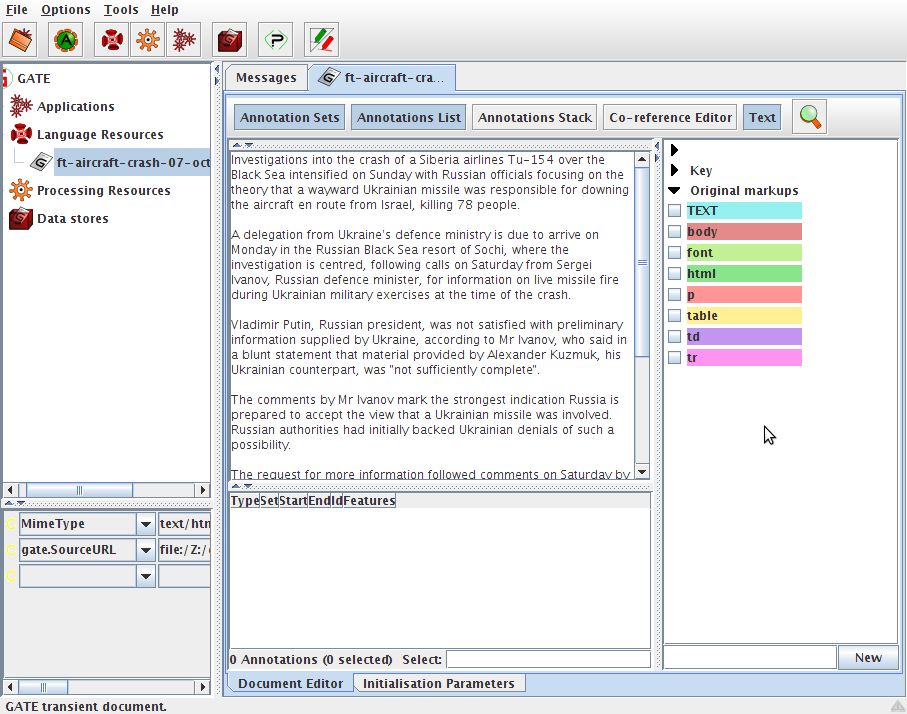 File Options Tools Help
GATE
Applications
Language Resources
ft-aircraft-crash-07-oct
Processing Resources
Data stores
MimeType text/htm
gate.SourceURL file:/Z:/
GATE transient document.
Messages ft-aircraft-cra...
Annotation Sets Annotations List Annotations Stack Co-reference Editor Text
Investigations into the crash of a Siberia airlines Tu-154 over the
Black Sea intensified on Sunday with Russian officials focusing on the
theory that a wayward Ukrainian missile was responsible for downing
the aircraft en route from Israel, killing 78 people.
A delegation from Ukraine's defence ministry is due to arrive on
Monday in the Russian Black Sea resort of Sochi, where the
investigation is centred, following calls on Saturday from Sergei
Ivanov, Russian defence minister, for information on live missile fire
during Ukrainian military exercises at the time of the crash.
Vladimir Putin, Russian president, was not satisfied with preliminary
information supplied by Ukraine, according to Mr Ivanov, who said in
a blunt statement that material provided by Alexander Kuzmuk, his
Ukrainian counterpart, was "not sufficiently complete".
The comments by Mr Ivanov mark the strongest indication Russia is
prepared to accept the view that a Ukrainian missile was involved.
Russian authorities had initially backed Ukrainian denials of such a
possibility.
The request for more information followed comments on Saturday by
Type Set Start End Id Features
0 Annotations (0 selected) Select:
Document Editor Initialisation Parameters
Key
Original markups
TEXT
body
font
html
p
table
td
tr
New